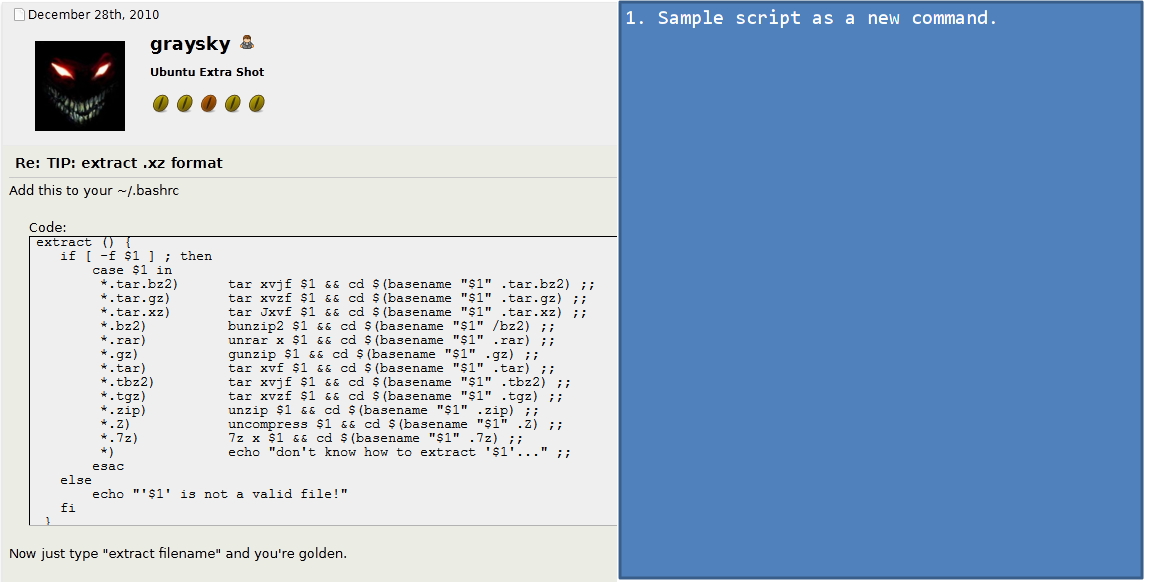 December 28th, 2010
graysky
Ubuntu Extra Shot
Re: TIP: extract .xz format
Add this to your ~/.bashrc
Code:
extract () {
if [ -f $1 ] ; then
case $1 in
*.tar.bz2) tar xvjf $1 && cd $(basename "$1" .tar.bz2) ;;
*.tar.gz) tar xvzf $1 && cd $(basename "$1" .tar.gz) ;;
*.tar.xz) tar Jxvf $1 && cd $(basename "$1" .tar.xz) ;;
*.bz2) bunzip2 $1 && cd $(basename "$1" /bz2) ;;
*.rar) unrar x $1 && cd $(basename "$1" .rar) ;;
*.gz) gunzip $1 && cd $(basename "$1" .gz) ;;
*.tar) tar xvf $1 && cd $(basename "$1" .tar) ;;
*.tbz2) tar xvjf $1 && cd $(basename "$1" .tbz2) ;;
*.tgz) tar xvzf $1 && cd $(basename "$1" .tgz) ;;
*.zip) unzip $1 && cd $(basename "$1" .zip) ;;
*.Z) uncompress $1 && cd $(basename "$1" .Z) ;;
*.7z) 7z x $1 && cd $(basename "$1" .7z) ;;
*) echo "don't know how to extract '$1'..." ;;
esac
else
echo "'$1' is not a valid file!"
fi
}
Now just type "extract filename" and you're golden.
1. Sample script as a new command.